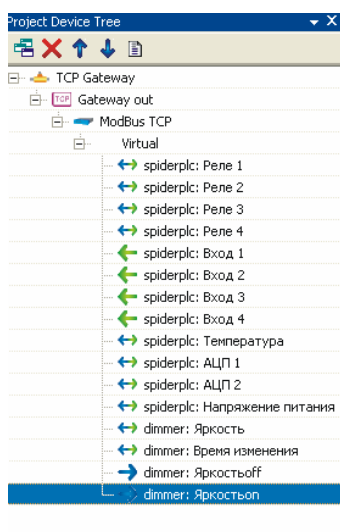 Project Device Tree
TCP Gateway
TCP Gateway out
ModBus TCP
Virtual
spiderplc: Реле 1
spiderplc: Реле 2
spiderplc: Реле 3
spiderplc: Реле 4
spiderplc: Вход 1
spiderplc: Вход 2
spiderplc: Вход 3
spiderplc: Вход 4
spiderplc: Температура
spiderplc: АЦП 1
spiderplc: АЦП 2
spiderplc: Напряжение питания
dimmer: Яркость
dimmer: Время изменения
dimmer: Яркостьoff
dimmer: Яркостьon